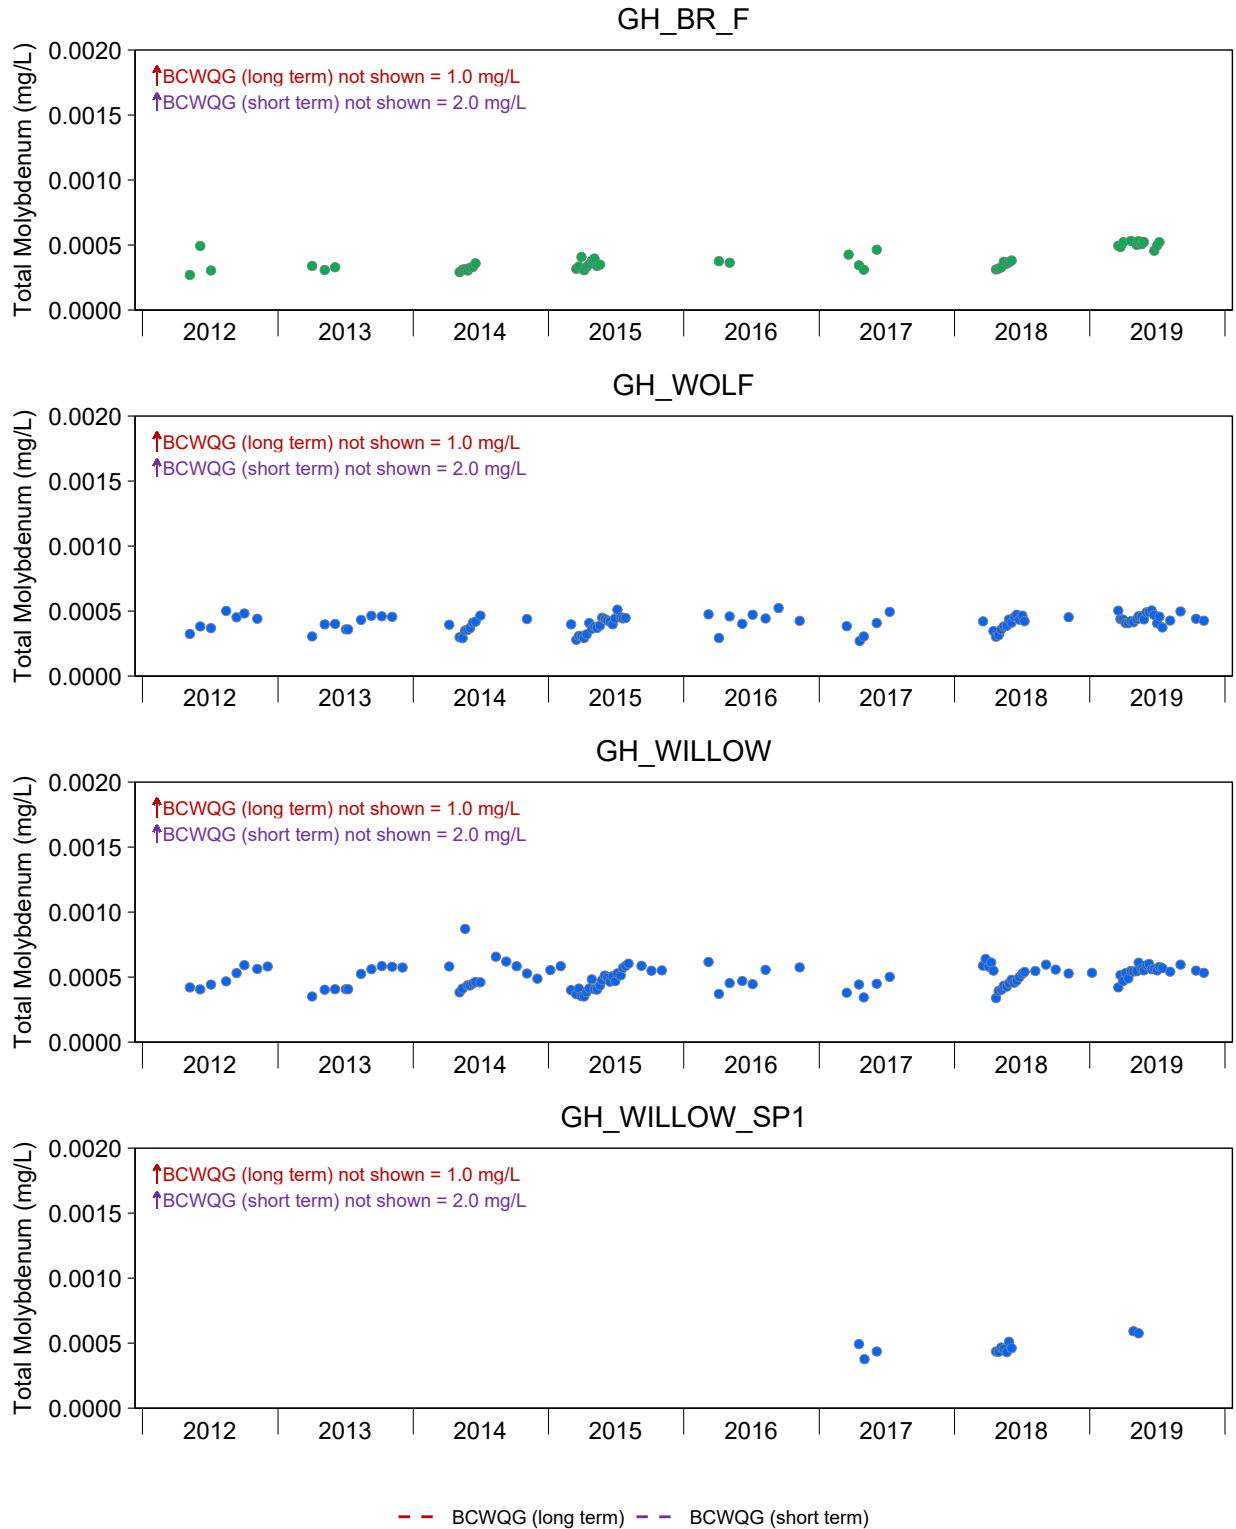 GH_BR_F
Total Molybdenum (mg/L)
0.0020
0.0015
0.0010
0.0005
0.0000
BCWQG (long term) not shown = 1.0 mg/L
BCWQG (short term) not shown = 2.0 mg/L
2012 2013 2014 2015 2016 2017 2018 2019
GH_WOLF
Total Molybdenum (mg/L)
0.0020
0.0015
0.0010
0.0005
0.0000
BCWQG (long term) not shown = 1.0 mg/L
BCWQG (short term) not shown = 2.0 mg/L
2012 2013 2014 2015 2016 2017 2018 2019
GH_WILLOW
Total Molybdenum (mg/L)
0.0020
0.0015
0.0010
0.0005
0.0000
BCWQG (long term) not shown = 1.0 mg/L
BCWQG (short term) not shown = 2.0 mg/L
2012 2013 2014 2015 2016 2017 2018 2019
GH_WILLOW_SP1
Total Molybdenum (mg/L)
0.0020
0.0015
0.0010
0.0005
0.0000
BCWQG (long term) not shown = 1.0 mg/L
BCWQG (short term) not shown = 2.0 mg/L
2012 2013 2014 2015 2016 2017 2018 2019
BCWQG (long term) BCWQG (short term)